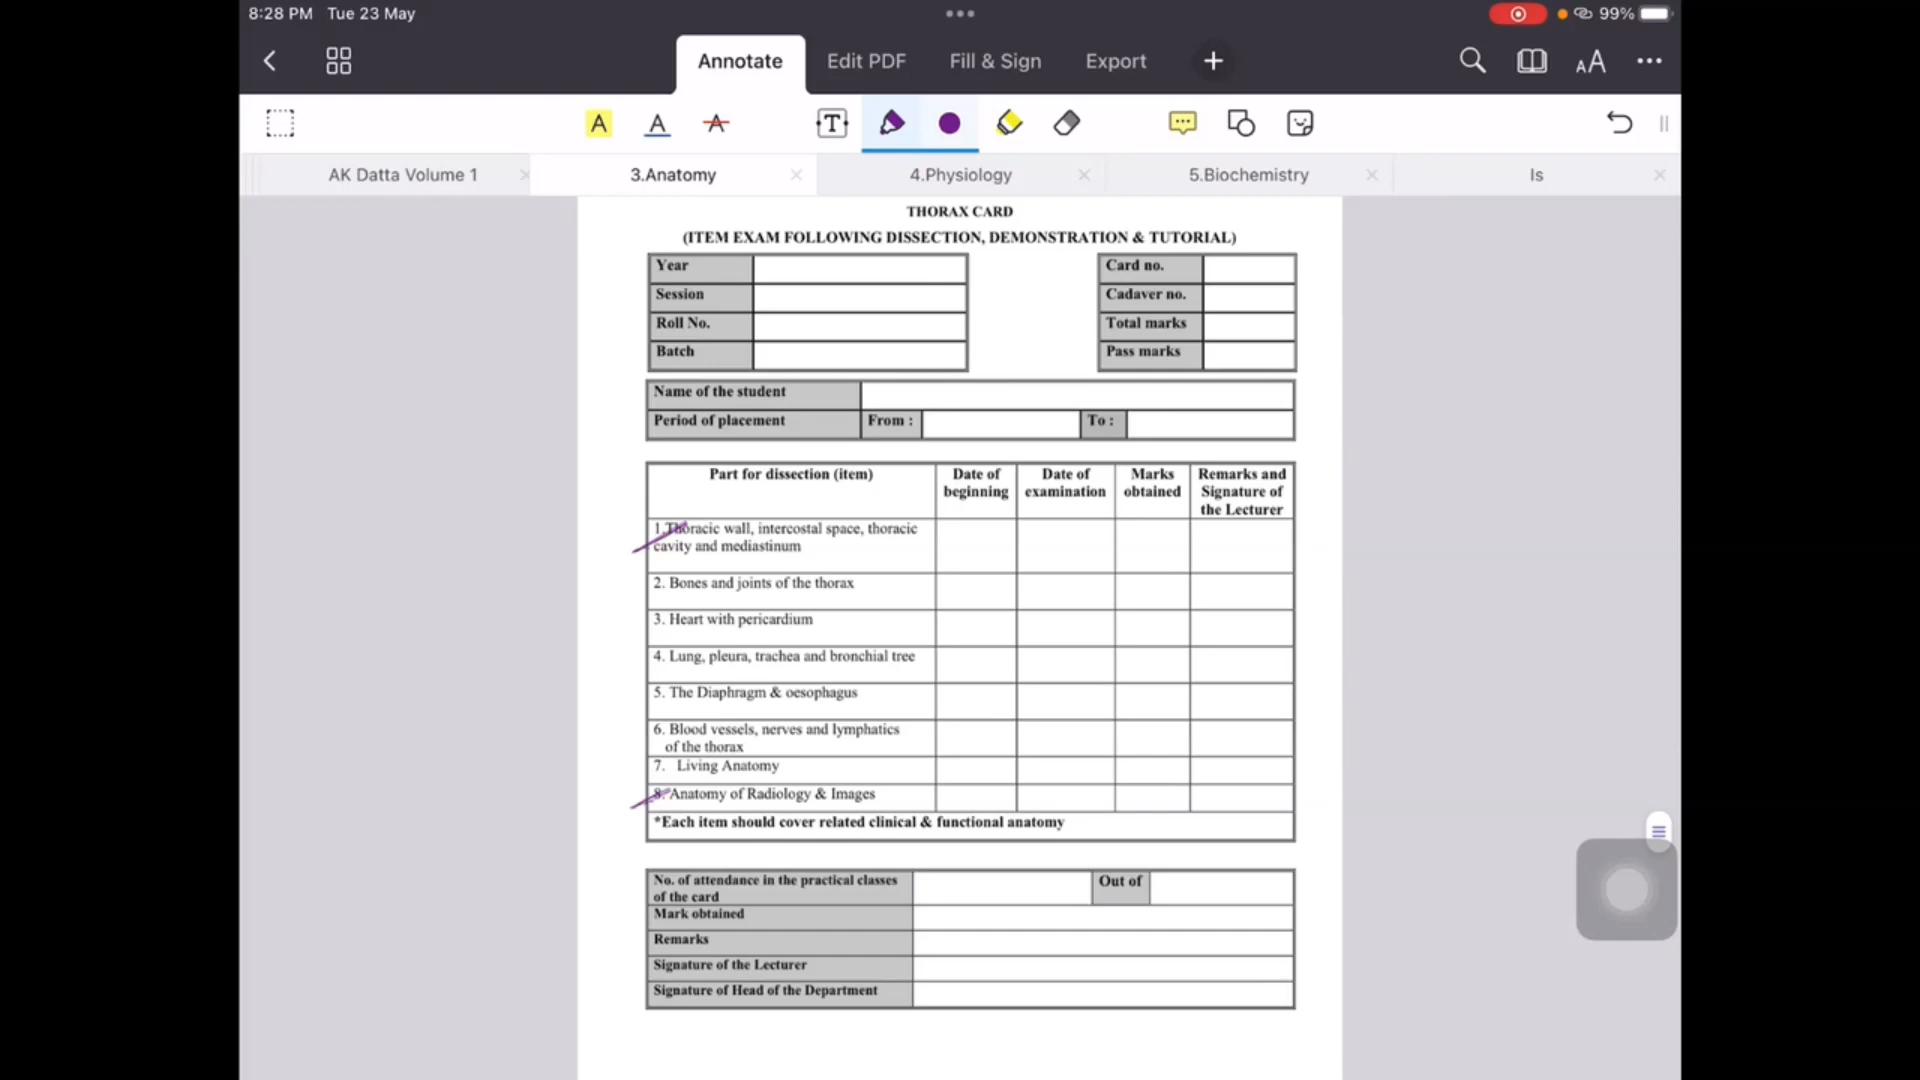 8:28 PM Tue 23 May
99%
Annotate Edit PDF Fill & Sign Export
A A A T AA
AK Datta Volume 1 3.Anatomy 4.Physiology 5.Biochemistry Is
THORAX CARD
(ITEM EXAM FOLLOWING DISSECTION, DEMONSTRATION & TUTORIAL)
Year
Session
Roll No.
Batch
Card no.
Cadaver no.
Total marks
Pass marks
Name of the student
Period of placement From : To :
Part for dissection (item)
Date of
beginning
Date of
examination
Marks
obtained
Remarks and
Signature of
the Lecturer
1.Thoracic wall, intercostal space, thoracic
cavity and mediastinum
2. Bones and joints of the thorax
3. Heart with pericardium
4. Lung, pleura, trachea and bronchial tree
5. The Diaphragm & oesophagus
6. Blood vessels, nerves and lymphatics
of the thorax
7. Living Anatomy
8. Anatomy of Radiology & Images
*Each item should cover related clinical & functional anatomy
No. of attendance in the practical classes
of the card
Out of
Mark obtained
Remarks
Signature of the Lecturer
Signature of Head of the Department